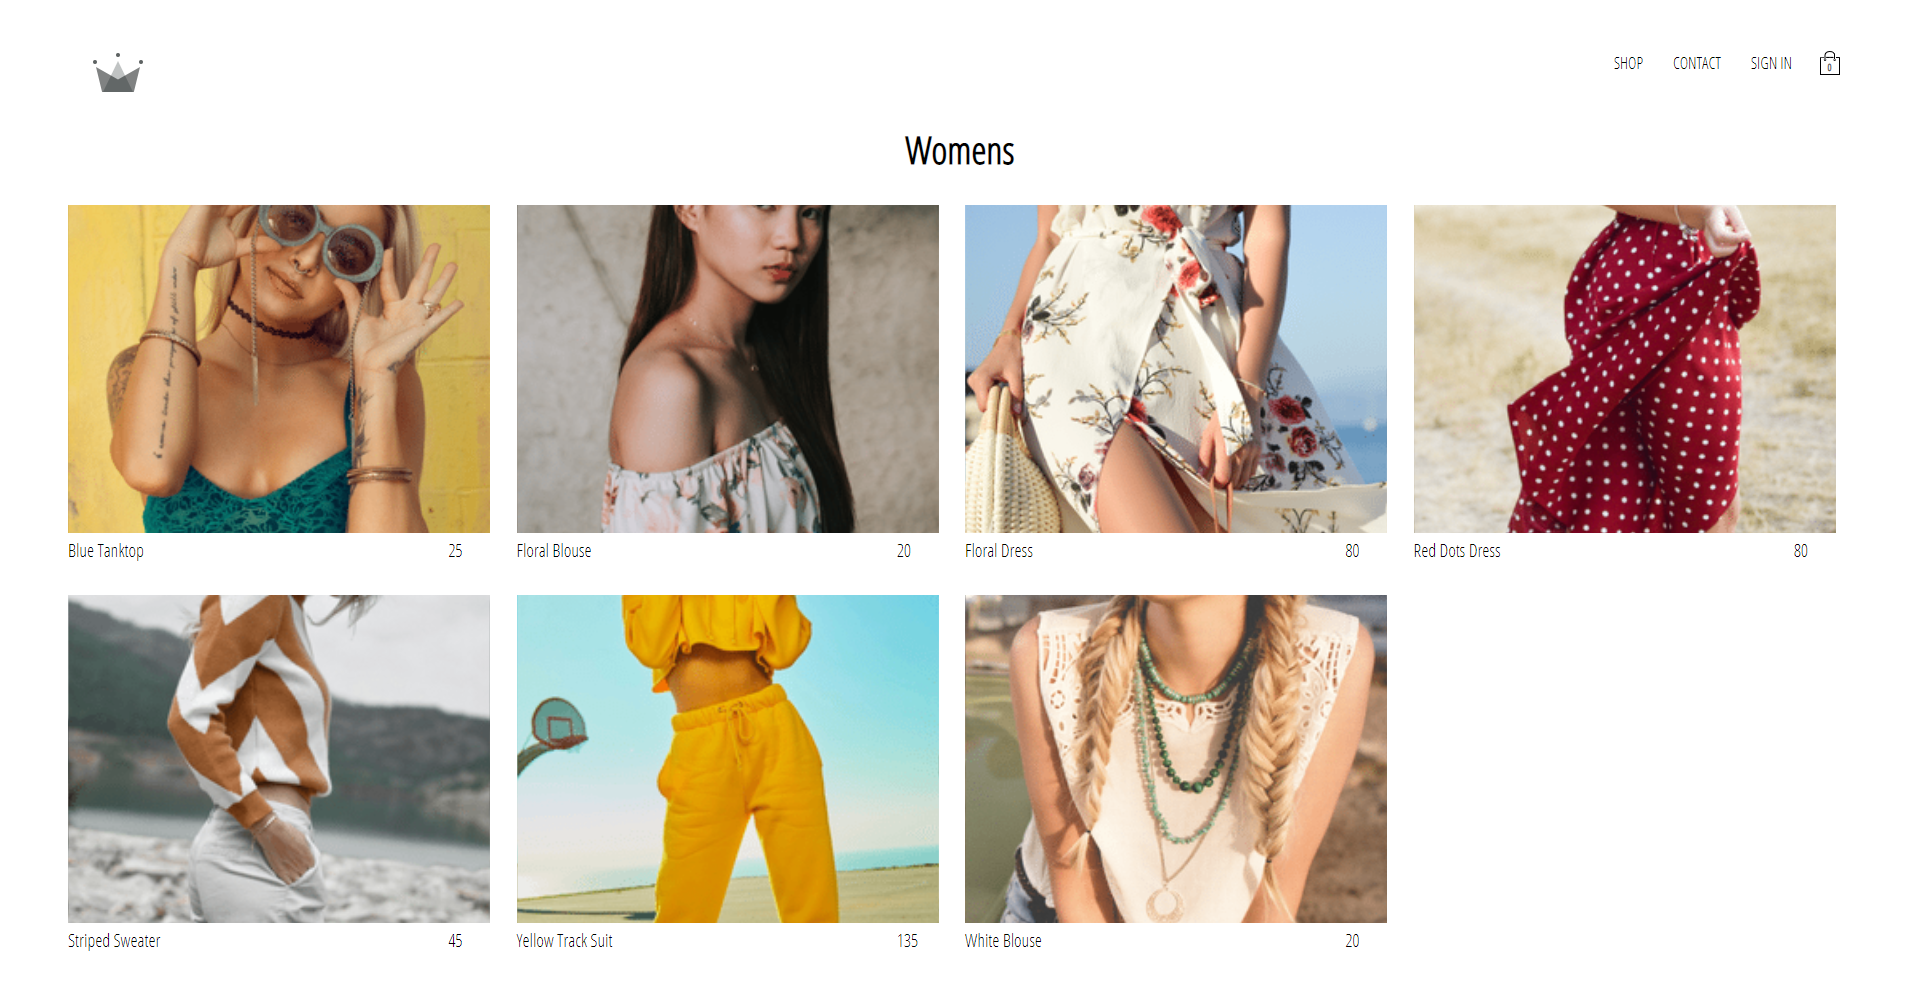 SHOP CONTACT SIGN IN 0
Womens
Blue Tanktop 25
Floral Blouse 20
Floral Dress 80
Red Dots Dress 80
Striped Sweater 45
Yellow Track Suit 135
White Blouse 20